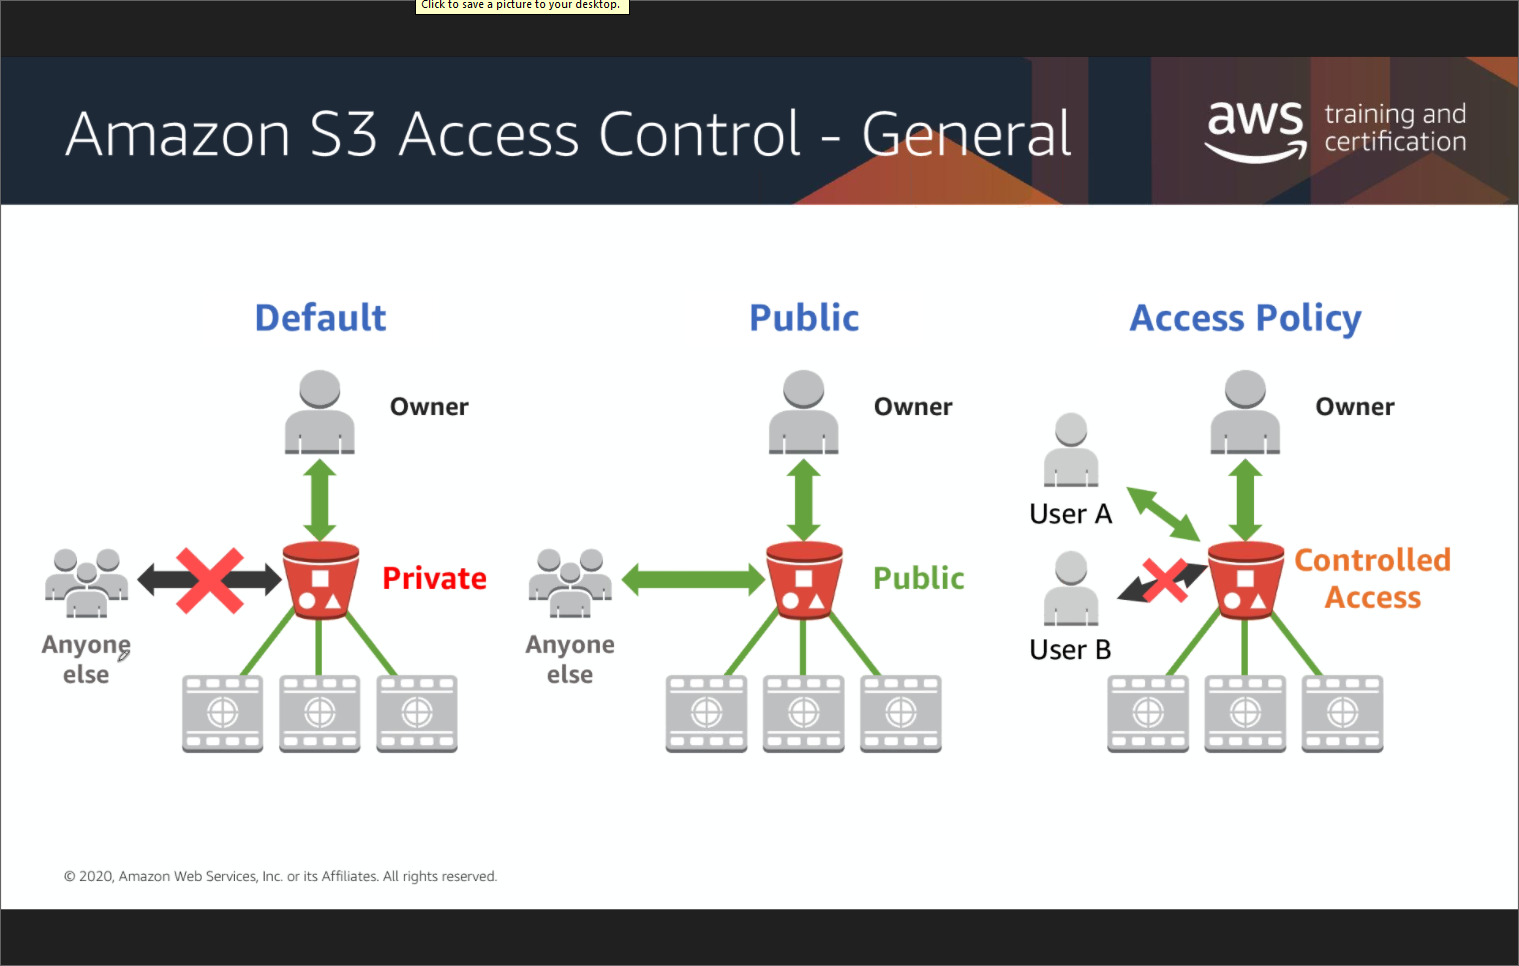 Click to save a picture to your desktop.
Amazon S3 Access Control - General
aws
training and
certification
Default
Owner
Private
Anyone
else
Public
Owner
Public
Anyone
else
Access Policy
Owner
User A
Controlled
Access
User B
© 2020, Amazon Web Services, Inc. or its Affiliates. All rights reserved.